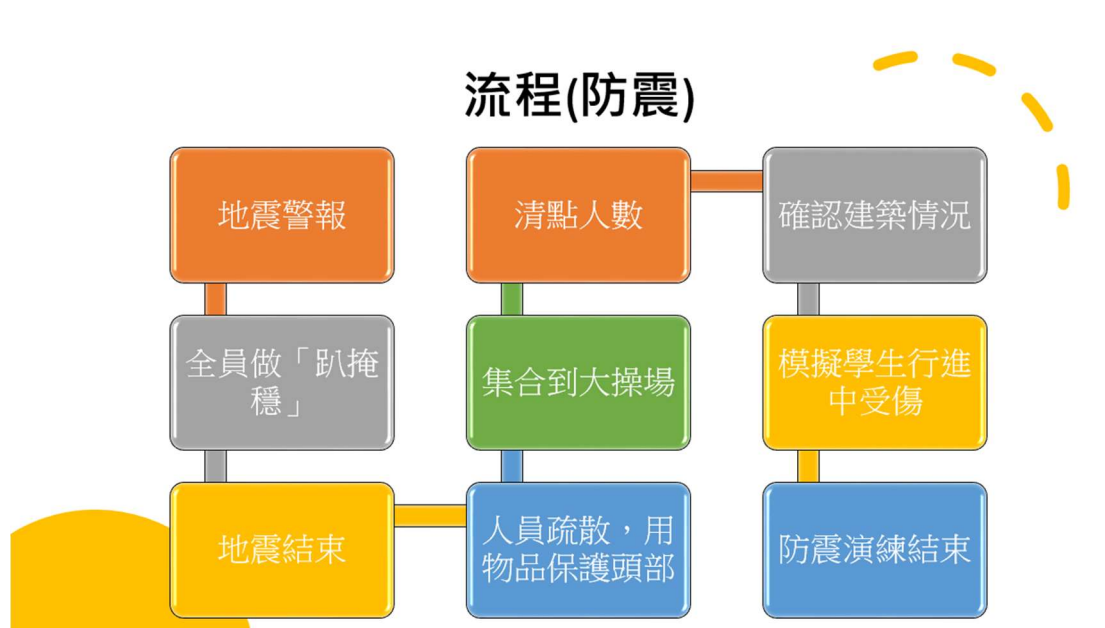 流程(防震)
地震警報
全員做「趴掩
穩」
地震結束
人員疏散，用
物品保護頭部
集合到大操場
清點人數
確認建築情況
模擬學生行進
中受傷
防震演練結束